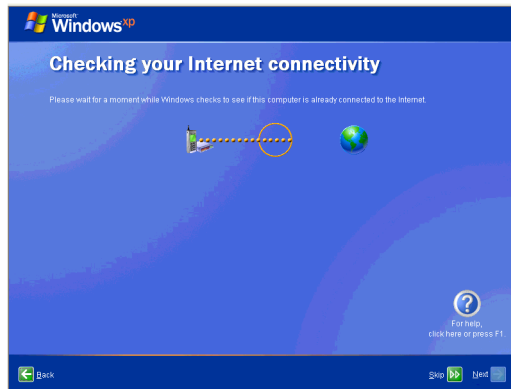 Microsoft
Windows xp
Checking your Internet connectivity
Please wait for a moment while Windows checks to see if this computer is already connected to the Internet.
For help,
click here or press F1.
Back
Skip
Next